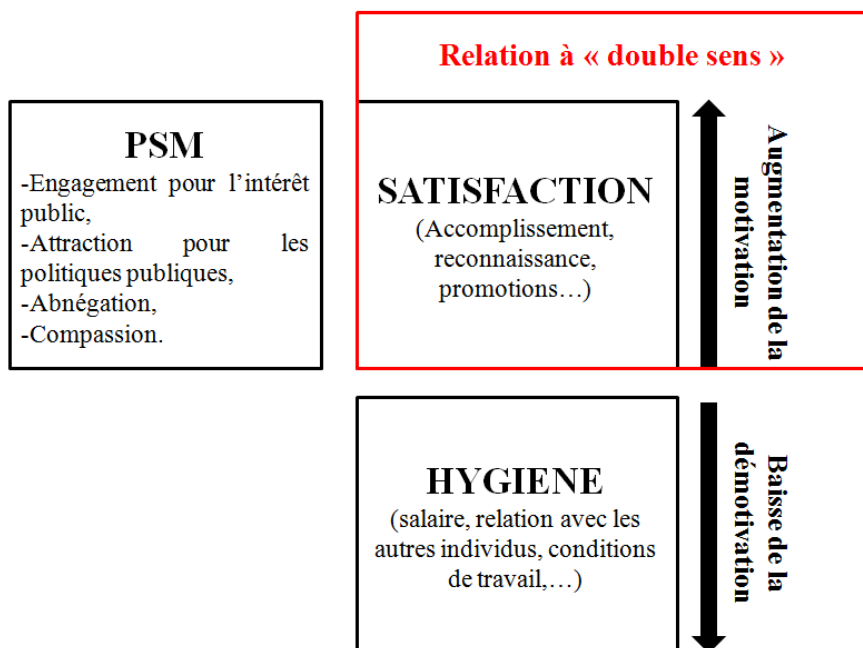 Relation à « double sens »
PSM
-Engagement pour l’intérêt
public,
-Attraction pour les
politiques publiques,
-Abnégation,
-Compassion.
SATISFACTION
(Accomplissement,
reconnaissance,
promotions…)
Augmentation de la
motivation
HYGIENE
(salaire, relation avec les
autres individus, conditions
de travail,…)
Baisse de la
démotivation